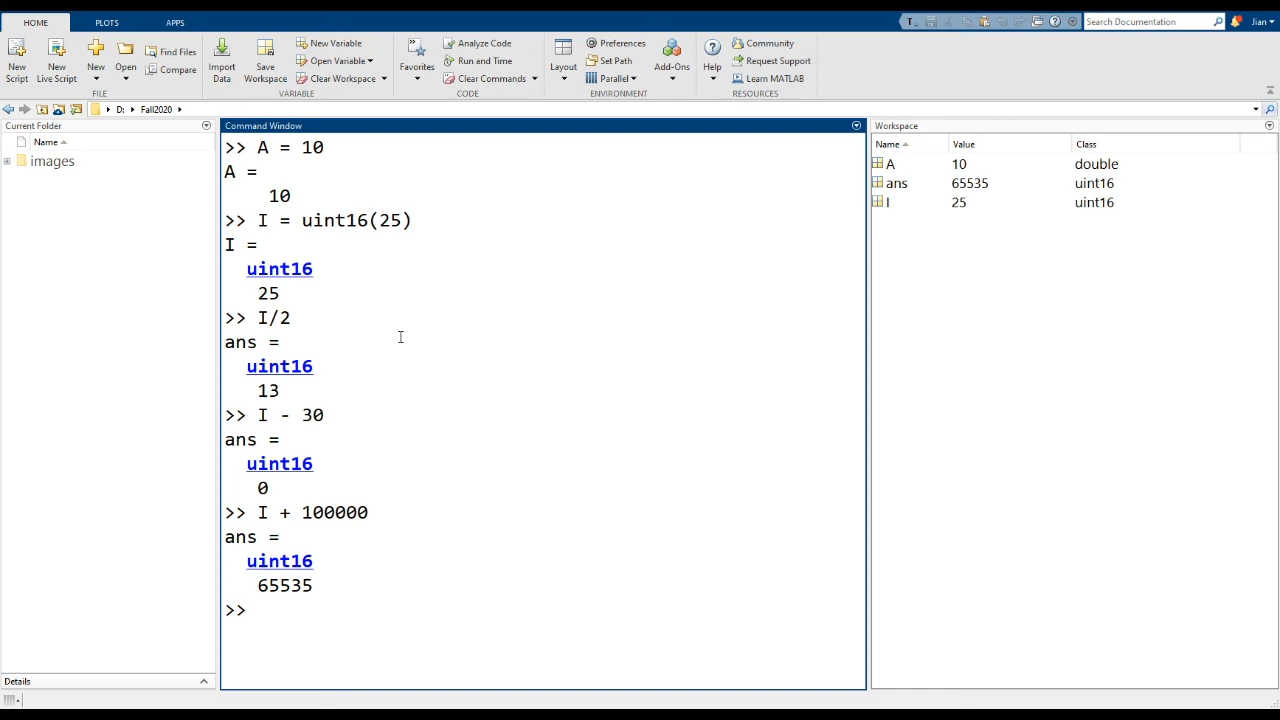 HOME PLOTS APPS
Search Documentation
Jian
New Script
New Live Script
New
Open
Find Files
Compare
FILE
Import Data
Save Workspace
New Variable
Open Variable
Clear Workspace
VARIABLE
Favorites
Analyze Code
Run and Time
Clear Commands
CODE
Layout
Preferences
Set Path
Parallel
Add-Ons
ENVIRONMENT
Help
Community
Request Support
Learn MATLAB
RESOURCES
D: Fall2020
Current Folder
Name
images
Details
Command Window
>> A = 10
A =
10
>> I = uint16(25)
I =
uint16
25
>> I/2
ans =
uint16
13
>> I - 30
ans =
uint16
0
>> I + 100000
ans =
uint16
65535
>>
Workspace
Name Value Class
A 10 double
ans 65535 uint16
I 25 uint16